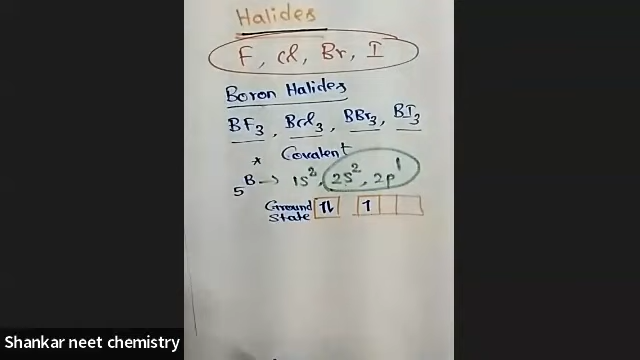 Halides
F, Cl, Br, I
Boron Halides
BF3, BCl3, BBr3, BI3
* Covalent
5B → 1s², 2s², 2p¹
Ground State ↑↓ ↑
Shankar neet chemistry